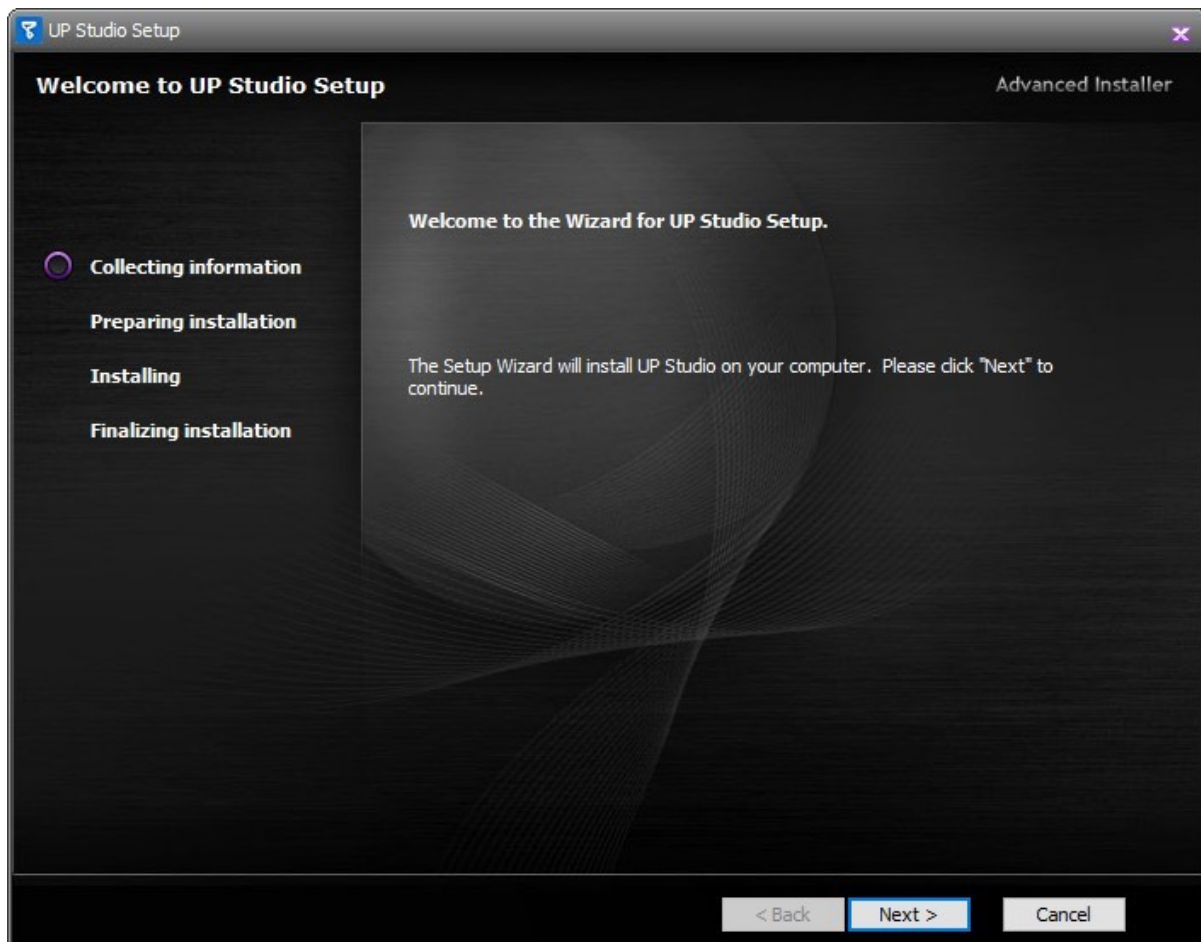 UP Studio Setup
Welcome to UP Studio Setup
Advanced Installer
Welcome to the Wizard for UP Studio Setup.
Collecting information
Preparing installation
Installing
Finalizing installation
The Setup Wizard will install UP Studio on your computer.  Please click "Next" to
continue.
< Back
Next >
Cancel